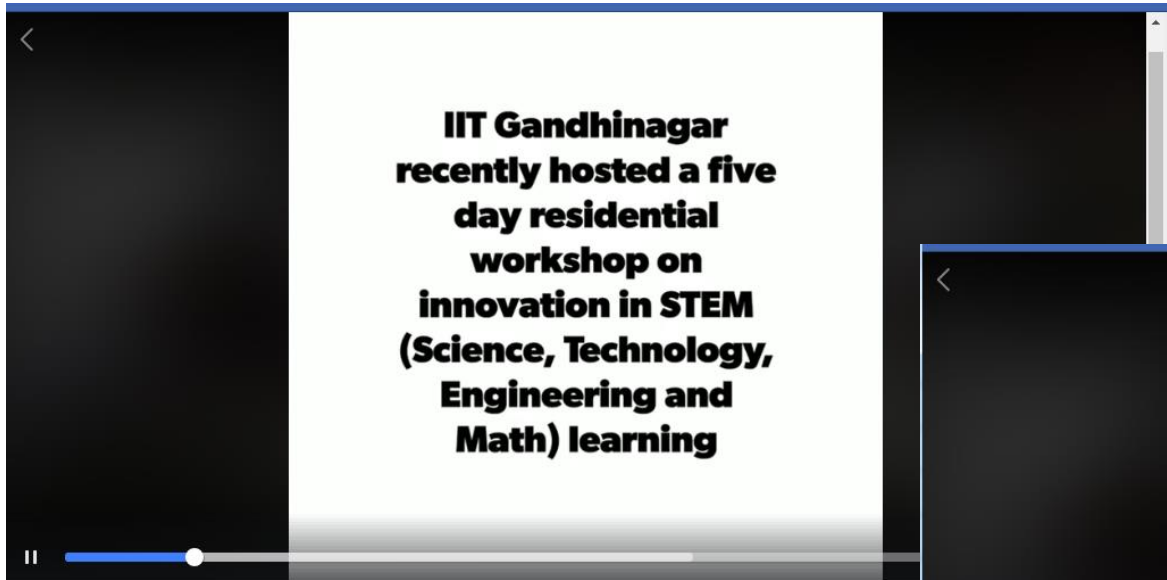 IIT Gandhinagar
recently hosted a five
day residential
workshop on
innovation in STEM
(Science, Technology,
Engineering and
Math) learning